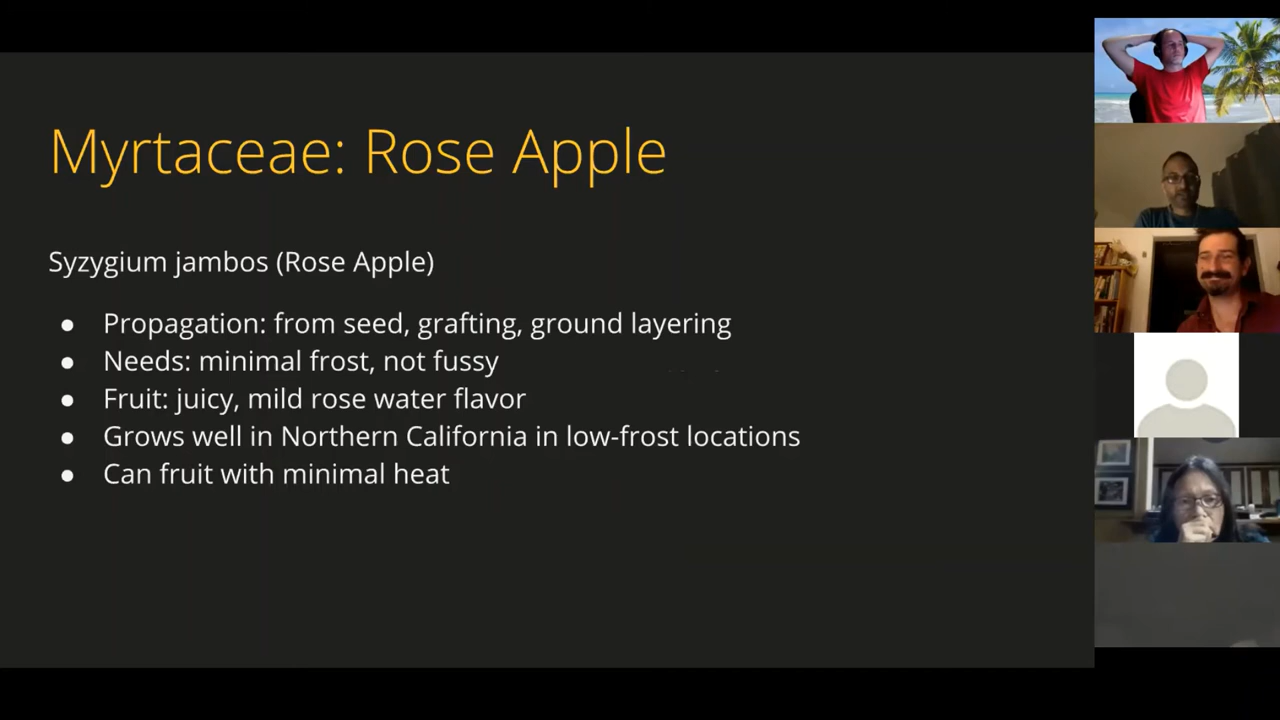 Myrtaceae: Rose Apple
Syzygium jambos (Rose Apple)
● Propagation: from seed, grafting, ground layering
● Needs: minimal frost, not fussy
● Fruit: juicy, mild rose water flavor
● Grows well in Northern California in low-frost locations
● Can fruit with minimal heat